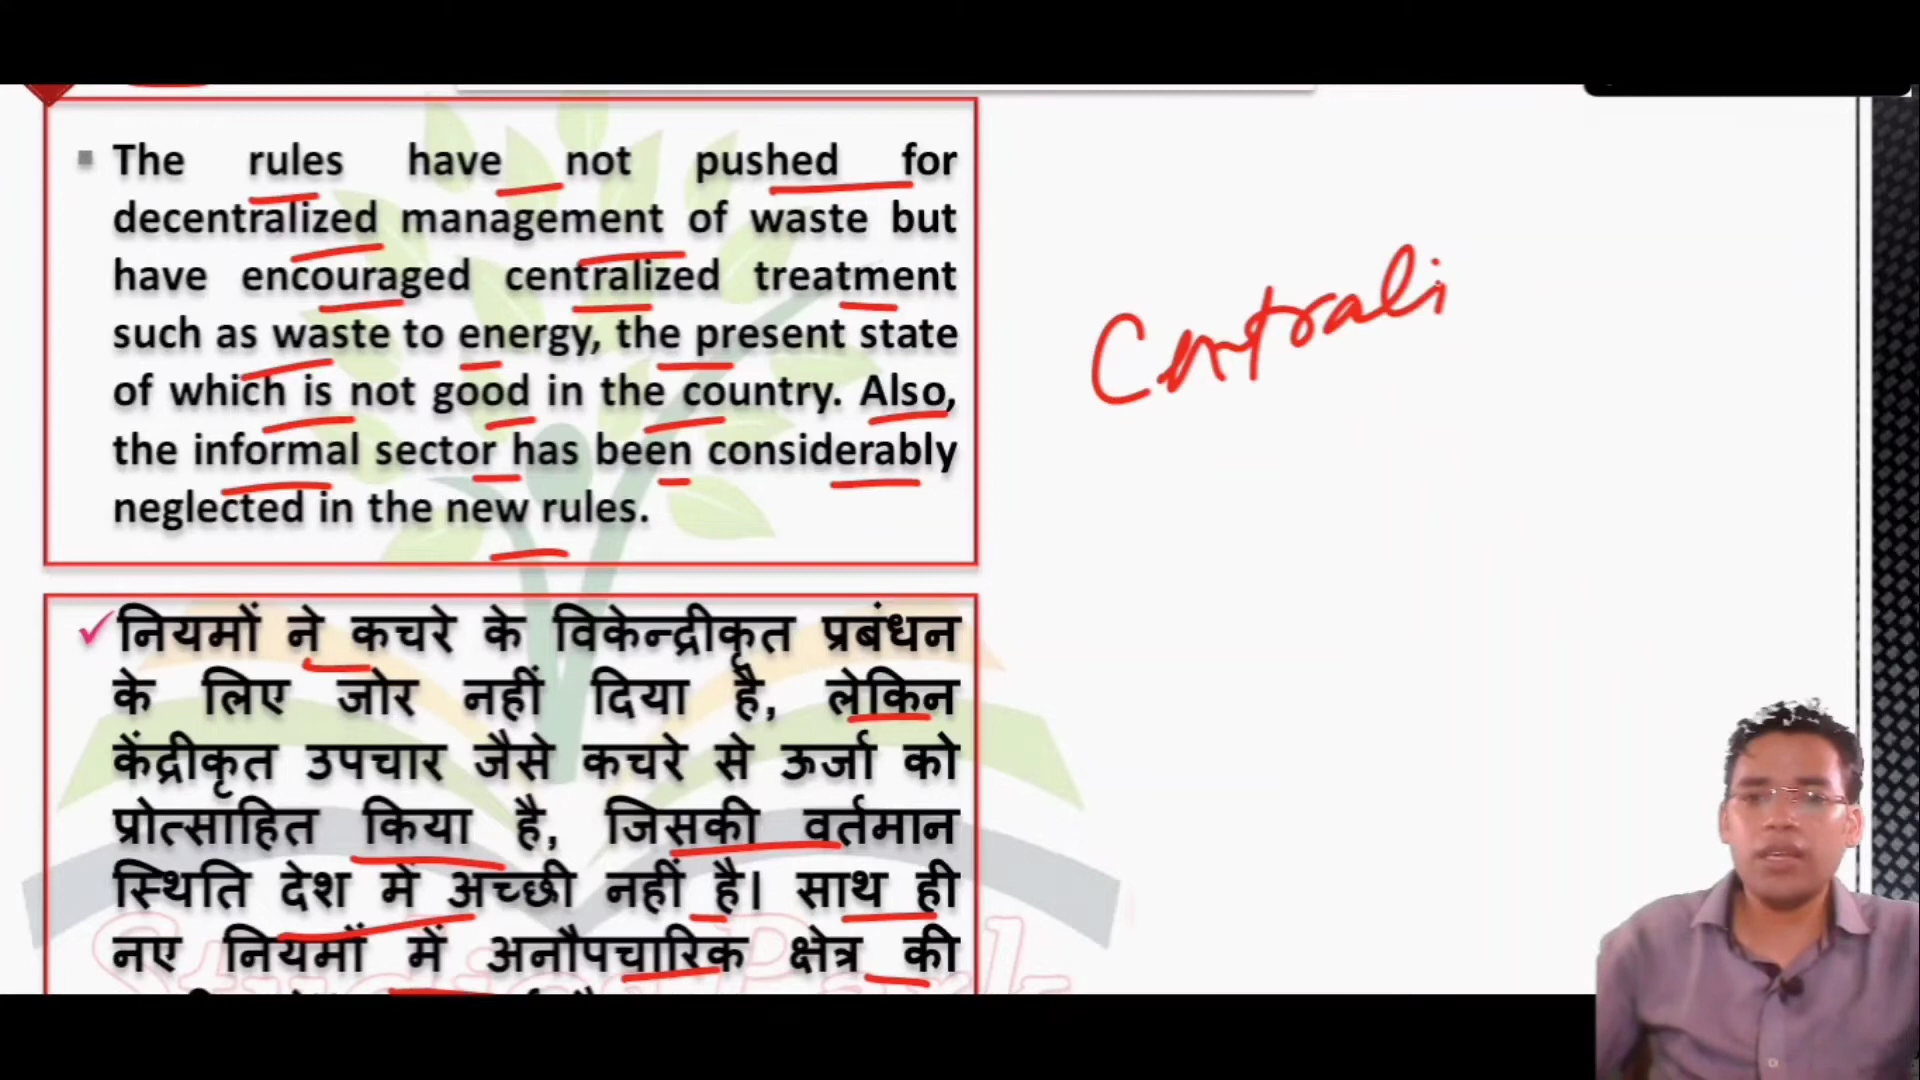 The rules have not pushed for
decentralized management of waste but
have encouraged centralized treatment
such as waste to energy, the present state
of which is not good in the country. Also,
the informal sector has been considerably
neglected in the new rules.
Centrali
नियमों ने कचरे के विकेन्द्रीकृत प्रबंधन
के लिए जोर नहीं दिया है, लेकिन
केंद्रीकृत उपचार जैसे कचरे से ऊर्जा को
प्रोत्साहित किया है, जिसकी वर्तमान
स्थिति देश में अच्छी नहीं है। साथ ही
नए नियमों में अनौपचारिक क्षेत्र की